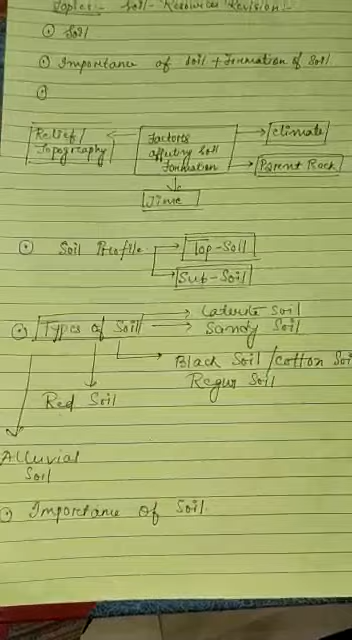 Topics:- Soil- Resources Revision:-
Soil
Importance of Soil + Formation of Soil
Relief/
Topography
Factors
affecting Soil
Formation
Climate
Parent Rock
Time
Soil Profile
Top-Soil
Sub-Soil
Types of Soil
Laterite Soil
Sandy Soil
Black Soil /cotton Soi
Regur Soil
Red Soil
Alluvial
Soil
Importance of Soil.